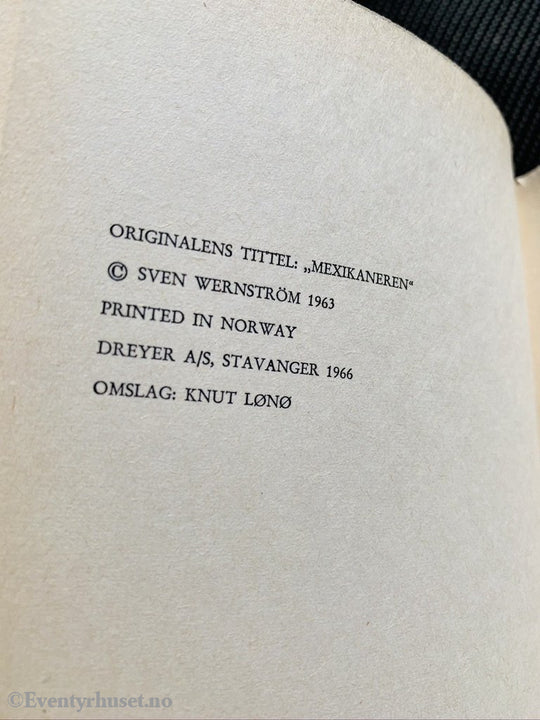 ORIGINALENS TITTEL: „MEXIKANEREN“
© SVEN WERNSTRÖM 1963
PRINTED IN NORWAY
DREYER A/S, STAVANGER 1966
OMSLAG: KNUT LØNØ
©Eventyrhuset.no